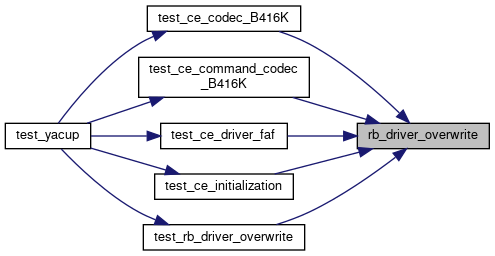 test_ce_codec_B416K
test_ce_command_codec
_B416K
test_yacup
test_ce_driver_faf
rb_driver_overwrite
test_ce_initialization
test_rb_driver_overwrite